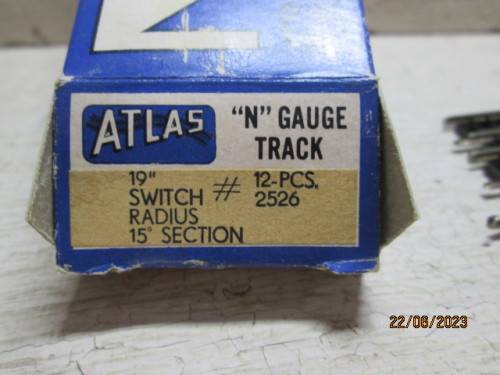 ATLAS
"N" GAUGE
TRACK
19" SWITCH RADIUS 15° SECTION
# 12-PCS.
2526
22/06/2023